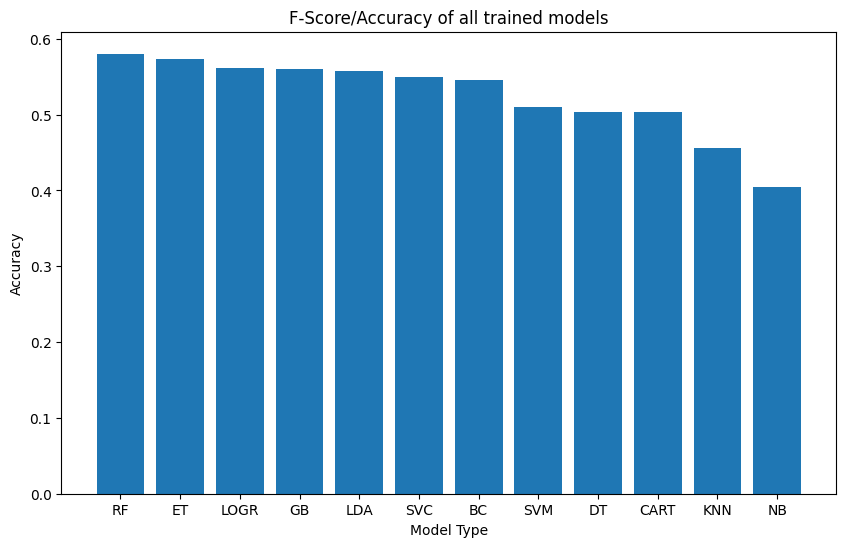 F-Score/Accuracy of all trained models
0.6
0.5
0.4
0.3
0.2
0.1
0.0
Accuracy
RF ET LOGR GB LDA SVC BC SVM DT CART KNN NB
Model Type